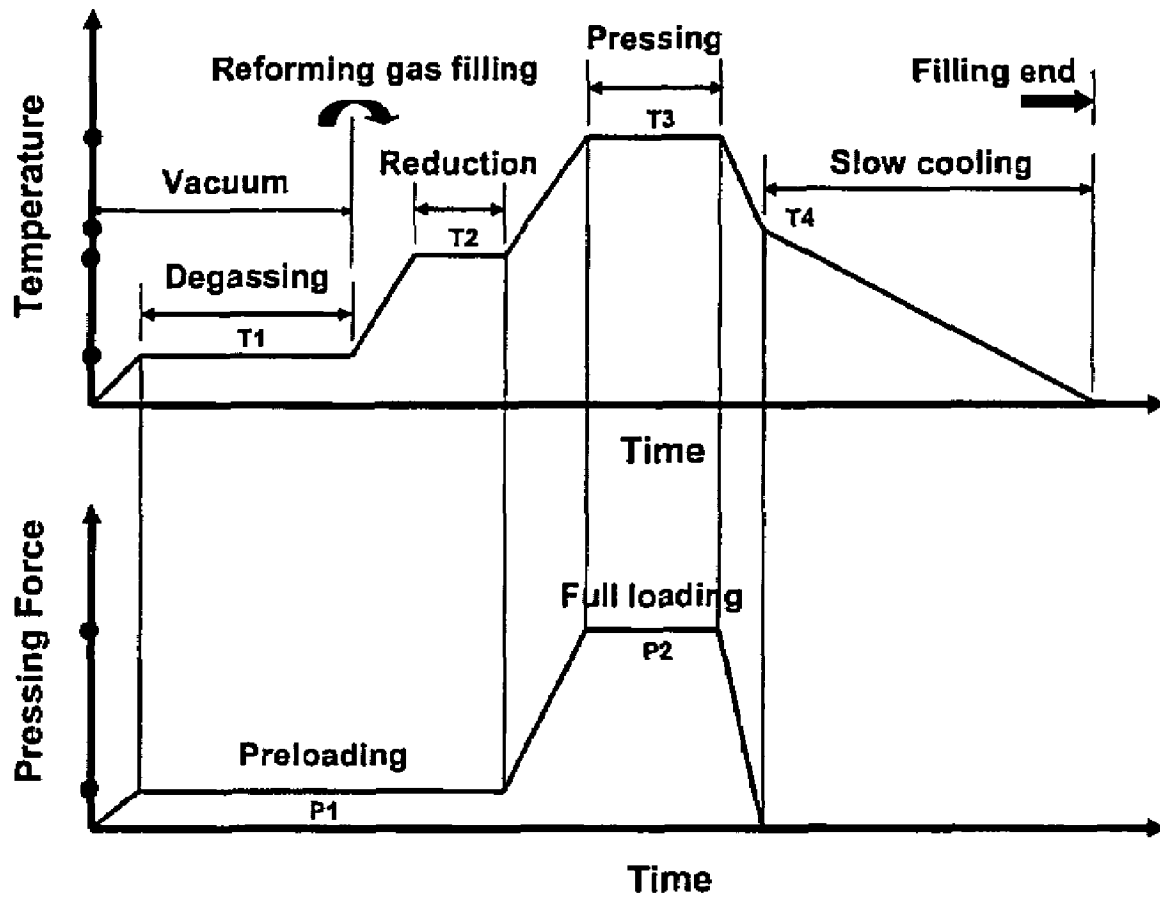 Pressing
Reforming gas filling
Filling end
T3
Reduction
Slow cooling
Vacuum
T4
T2
Degassing
T1
Temperature
Time
Full loading
P2
Pressing Force
Preloading
P1
Time